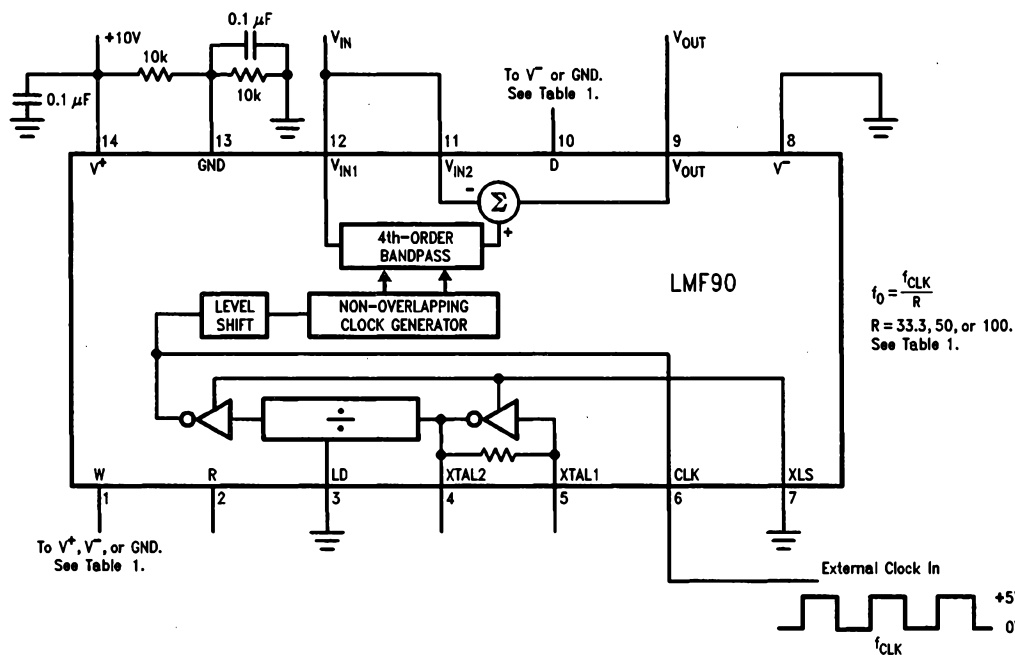 +10V
10k
0.1 μF
0.1 μF
10k
V_IN
To V⁻ or GND.
See Table 1.
V_OUT
14
13
12
11
10
9
8
V⁺
GND
V_IN1
V_IN2
D
V_OUT
V⁻
-
Σ
+
4th-ORDER
BANDPASS
LMF90
LEVEL
SHIFT
NON-OVERLAPPING
CLOCK GENERATOR
f₀ = f_CLK / R
R = 33.3, 50, or 100.
See Table 1.
÷
W
R
LD
XTAL2
XTAL1
CLK
XLS
1
2
3
4
5
6
7
To V⁺, V⁻, or GND.
See Table 1.
External Clock In
+5
0
f_CLK